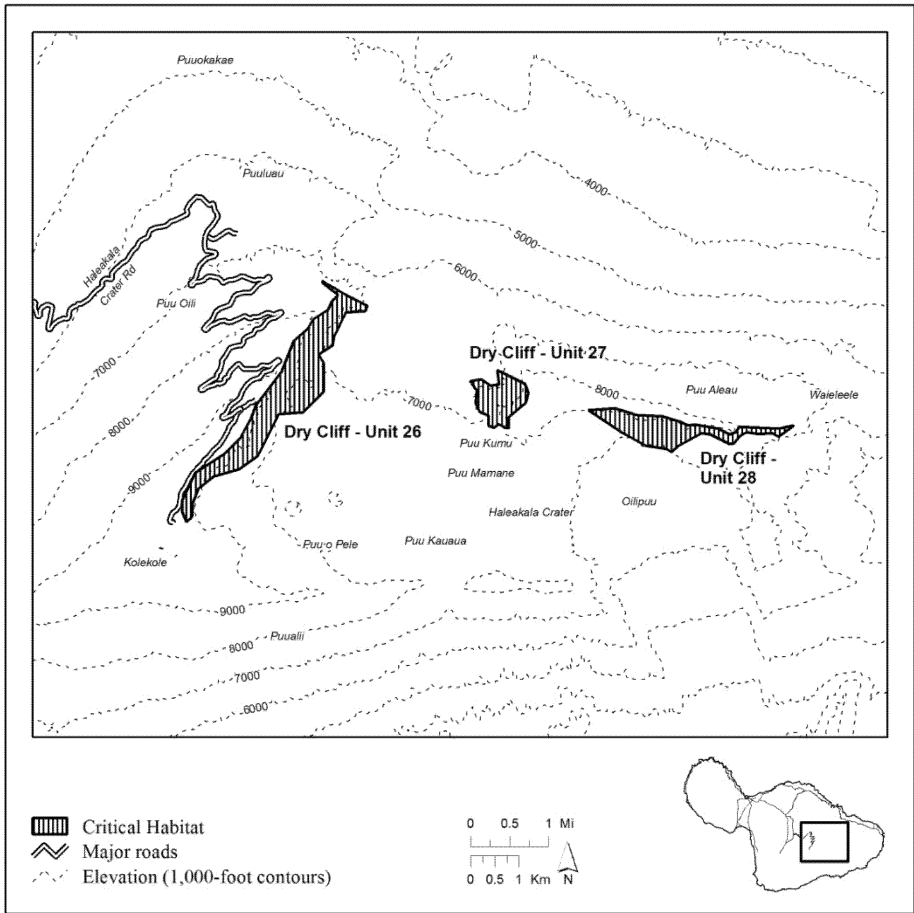 Puuokakae
Puuluau
4000
5000
6000
Haleakala
Crater Rd
Puu Oili
7000
8000
9000
Dry Cliff - Unit 27
7000
8000
Puu Aleau
Waieleele
Dry Cliff - Unit 26
Puu Kumu
Dry Cliff -
Unit 28
Puu Mamane
Haleakala Crater
Oilipuu
Kolekole
Puu o Pele
Puu Kauaua
9000
Puualii
8000
7000
6000
Critical Habitat
Major roads
Elevation (1,000-foot contours)
0 0.5 1 Mi
0 0.5 1 Km
N